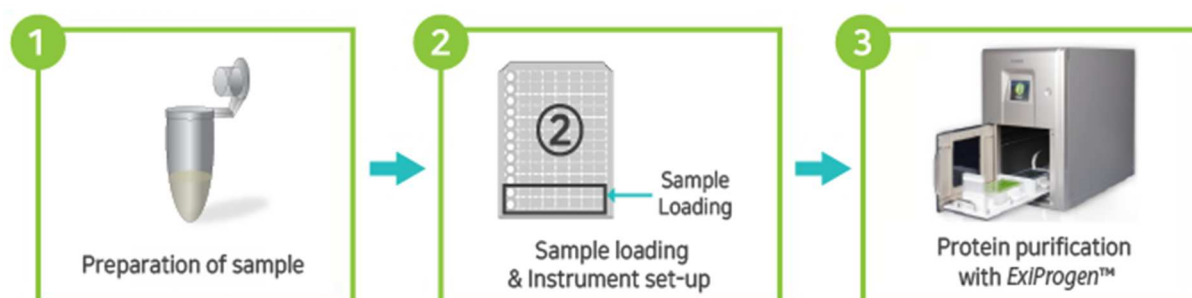 1
Preparation of sample
2
②
Sample
Loading
Sample loading
& Instrument set-up
3
Protein purification
with ExiProgen™